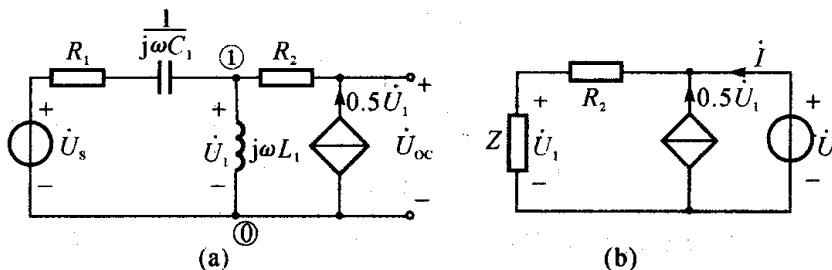 1
jωC₁
R₁
①
R₂
+
+
+
0.5U̇₁
U̇ₛ
U̇₁
jωL₁
U̇ₒc
−
−
−
⓪
(a)
İ
R₂
+
0.5U̇₁
+
Z
U̇₁
U̇
−
−
(b)